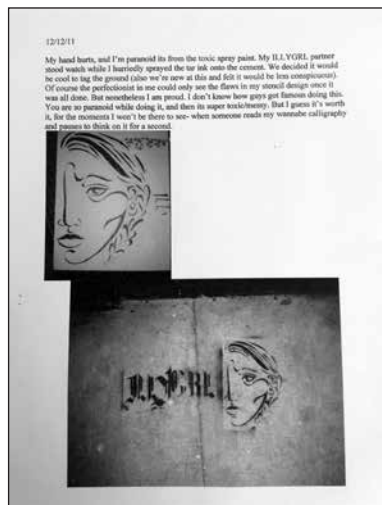 12/12/11
My hand hurts, and I'm paranoid its from the toxic spray paint. My ILLYGRL partner
stood watch while I hurriedly sprayed the tar ink onto the cement. We decided it would
be cool to tag the ground (also we're new at this and felt it would be less conspicuous).
Of course the perfectionist in me could only see the flaws in my stencil design once it
was all done. But nonetheless I am proud. I don't know how guys got famous doing this.
You are so paranoid while doing it, and then its super toxic/messy. But I guess it's worth
it, for the moments I won't be there to see- when someone reads my wannabe calligraphy
and pauses to think on it for a second.
ILLYGRL